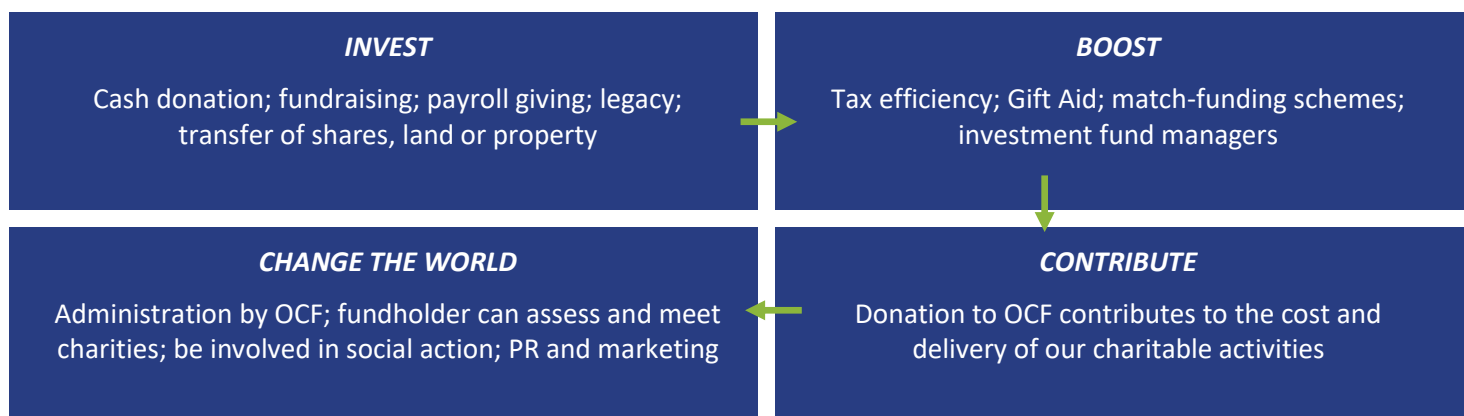 INVEST
Cash donation; fundraising; payroll giving; legacy;
transfer of shares, land or property
BOOST
Tax efficiency; Gift Aid; match-funding schemes;
investment fund managers
CONTRIBUTE
Donation to OCF contributes to the cost and
delivery of our charitable activities
CHANGE THE WORLD
Administration by OCF; fundholder can assess and meet
charities; be involved in social action; PR and marketing